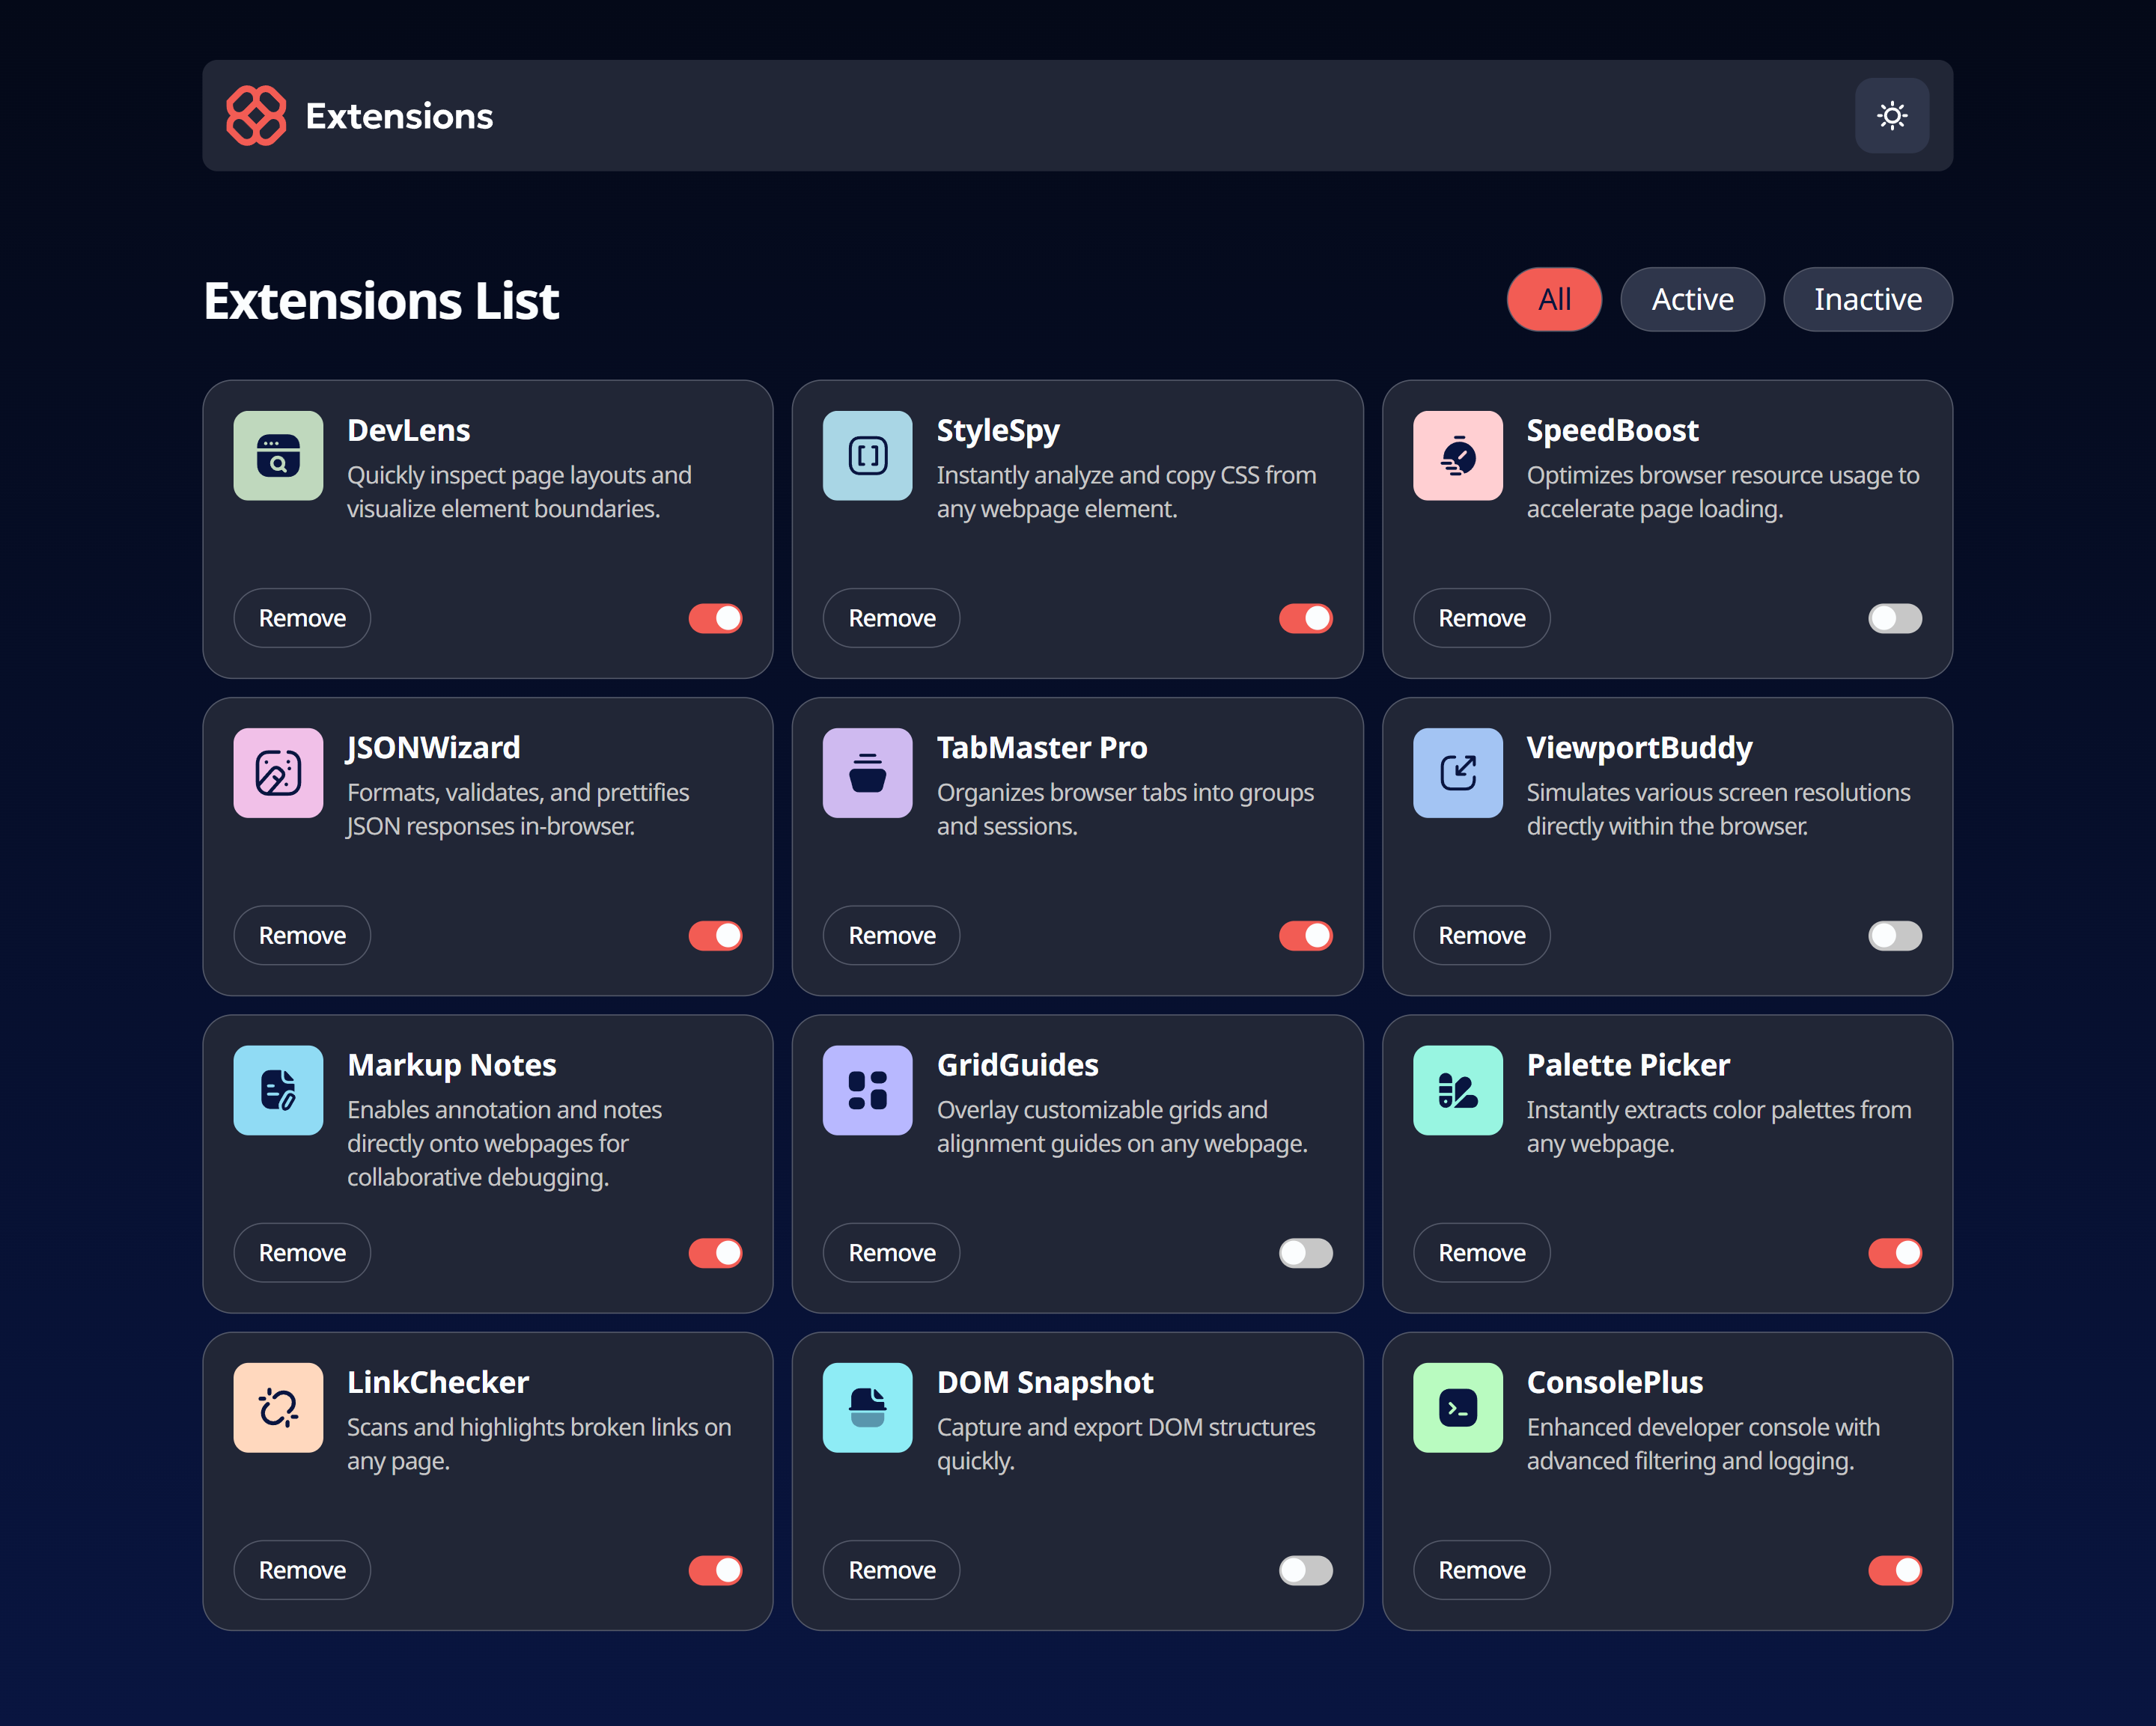 Extensions
Extensions List
All
Active
Inactive
DevLens
Quickly inspect page layouts and
visualize element boundaries.
Remove
StyleSpy
Instantly analyze and copy CSS from
any webpage element.
Remove
SpeedBoost
Optimizes browser resource usage to
accelerate page loading.
Remove
JSONWizard
Formats, validates, and prettifies
JSON responses in-browser.
Remove
TabMaster Pro
Organizes browser tabs into groups
and sessions.
Remove
ViewportBuddy
Simulates various screen resolutions
directly within the browser.
Remove
Markup Notes
Enables annotation and notes
directly onto webpages for
collaborative debugging.
Remove
GridGuides
Overlay customizable grids and
alignment guides on any webpage.
Remove
Palette Picker
Instantly extracts color palettes from
any webpage.
Remove
LinkChecker
Scans and highlights broken links on
any page.
Remove
DOM Snapshot
Capture and export DOM structures
quickly.
Remove
ConsolePlus
Enhanced developer console with
advanced filtering and logging.
Remove